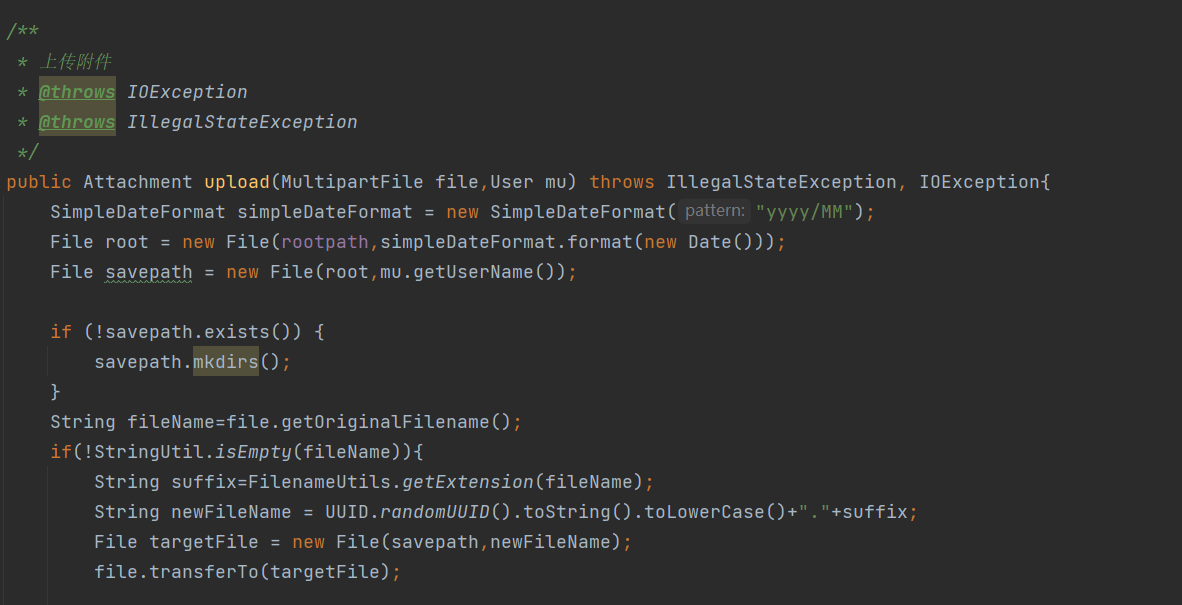 /**
 * 上传附件
 * @throws IOException
 * @throws IllegalStateException
 */
public Attachment upload(MultipartFile file,User mu) throws IllegalStateException, IOException{
    SimpleDateFormat simpleDateFormat = new SimpleDateFormat( pattern: "yyyy/MM");
    File root = new File(rootpath,simpleDateFormat.format(new Date()));
    File savepath = new File(root,mu.getUserName());
    if (!savepath.exists()) {
        savepath.mkdirs();
    }
    String fileName=file.getOriginalFilename();
    if(!StringUtil.isEmpty(fileName)){
        String suffix=FilenameUtils.getExtension(fileName);
        String newFileName = UUID.randomUUID().toString().toLowerCase()+"."+suffix;
        File targetFile = new File(savepath,newFileName);
        file.transferTo(targetFile);